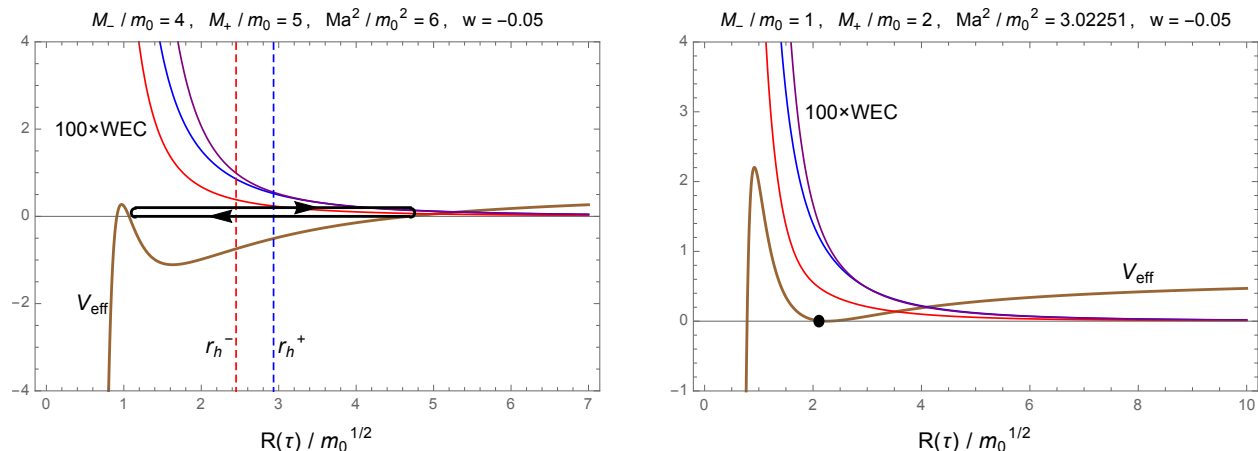 M₋/m₀ = 4 , M₊/m₀ = 5 , Ma²/m₀² = 6 , w = −0.05
4
2
0
−2
−4
100×WEC
V_eff
r_h⁻
r_h⁺
0 1 2 3 4 5 6 7
R(τ) / m₀^1/2
M₋/m₀ = 1 , M₊/m₀ = 2 , Ma²/m₀² = 3.02251 , w = −0.05
4
3
2
1
0
−1
100×WEC
V_eff
0 2 4 6 8 10
R(τ) / m₀^1/2